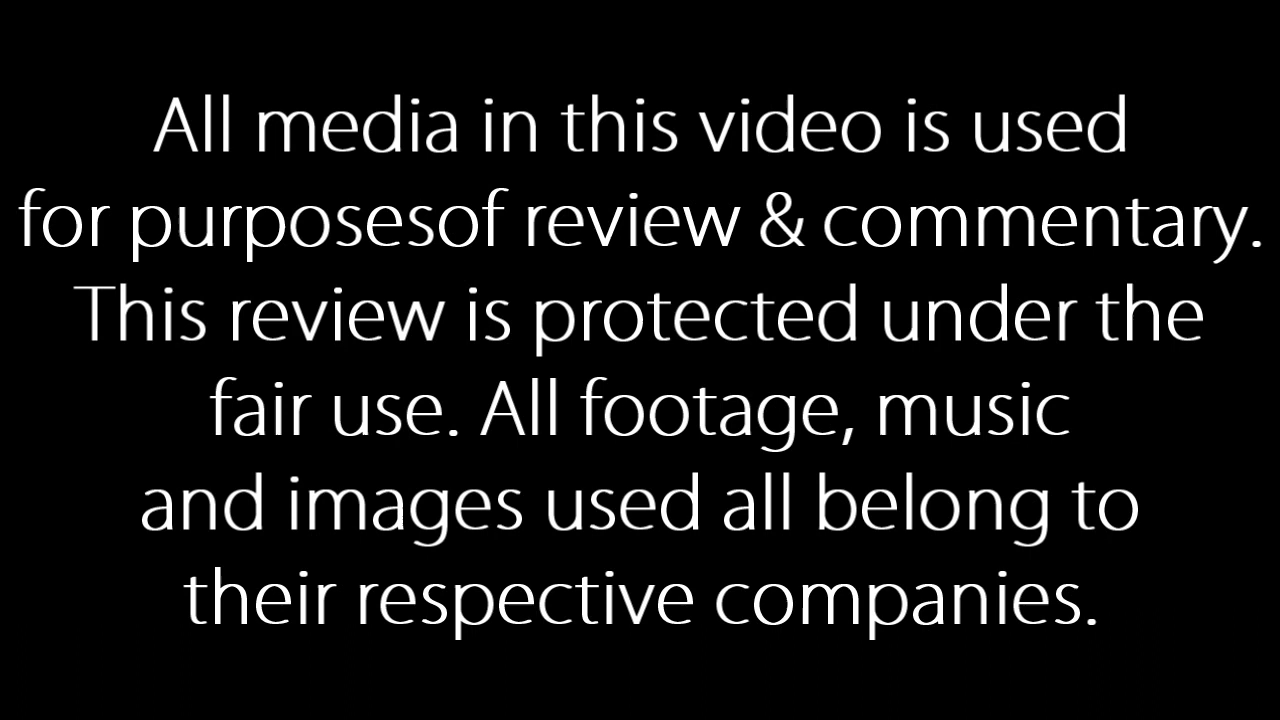 All media in this video is used
for purposesof review & commentary.
This review is protected under the
fair use. All footage, music
and images used all belong to
their respective companies.